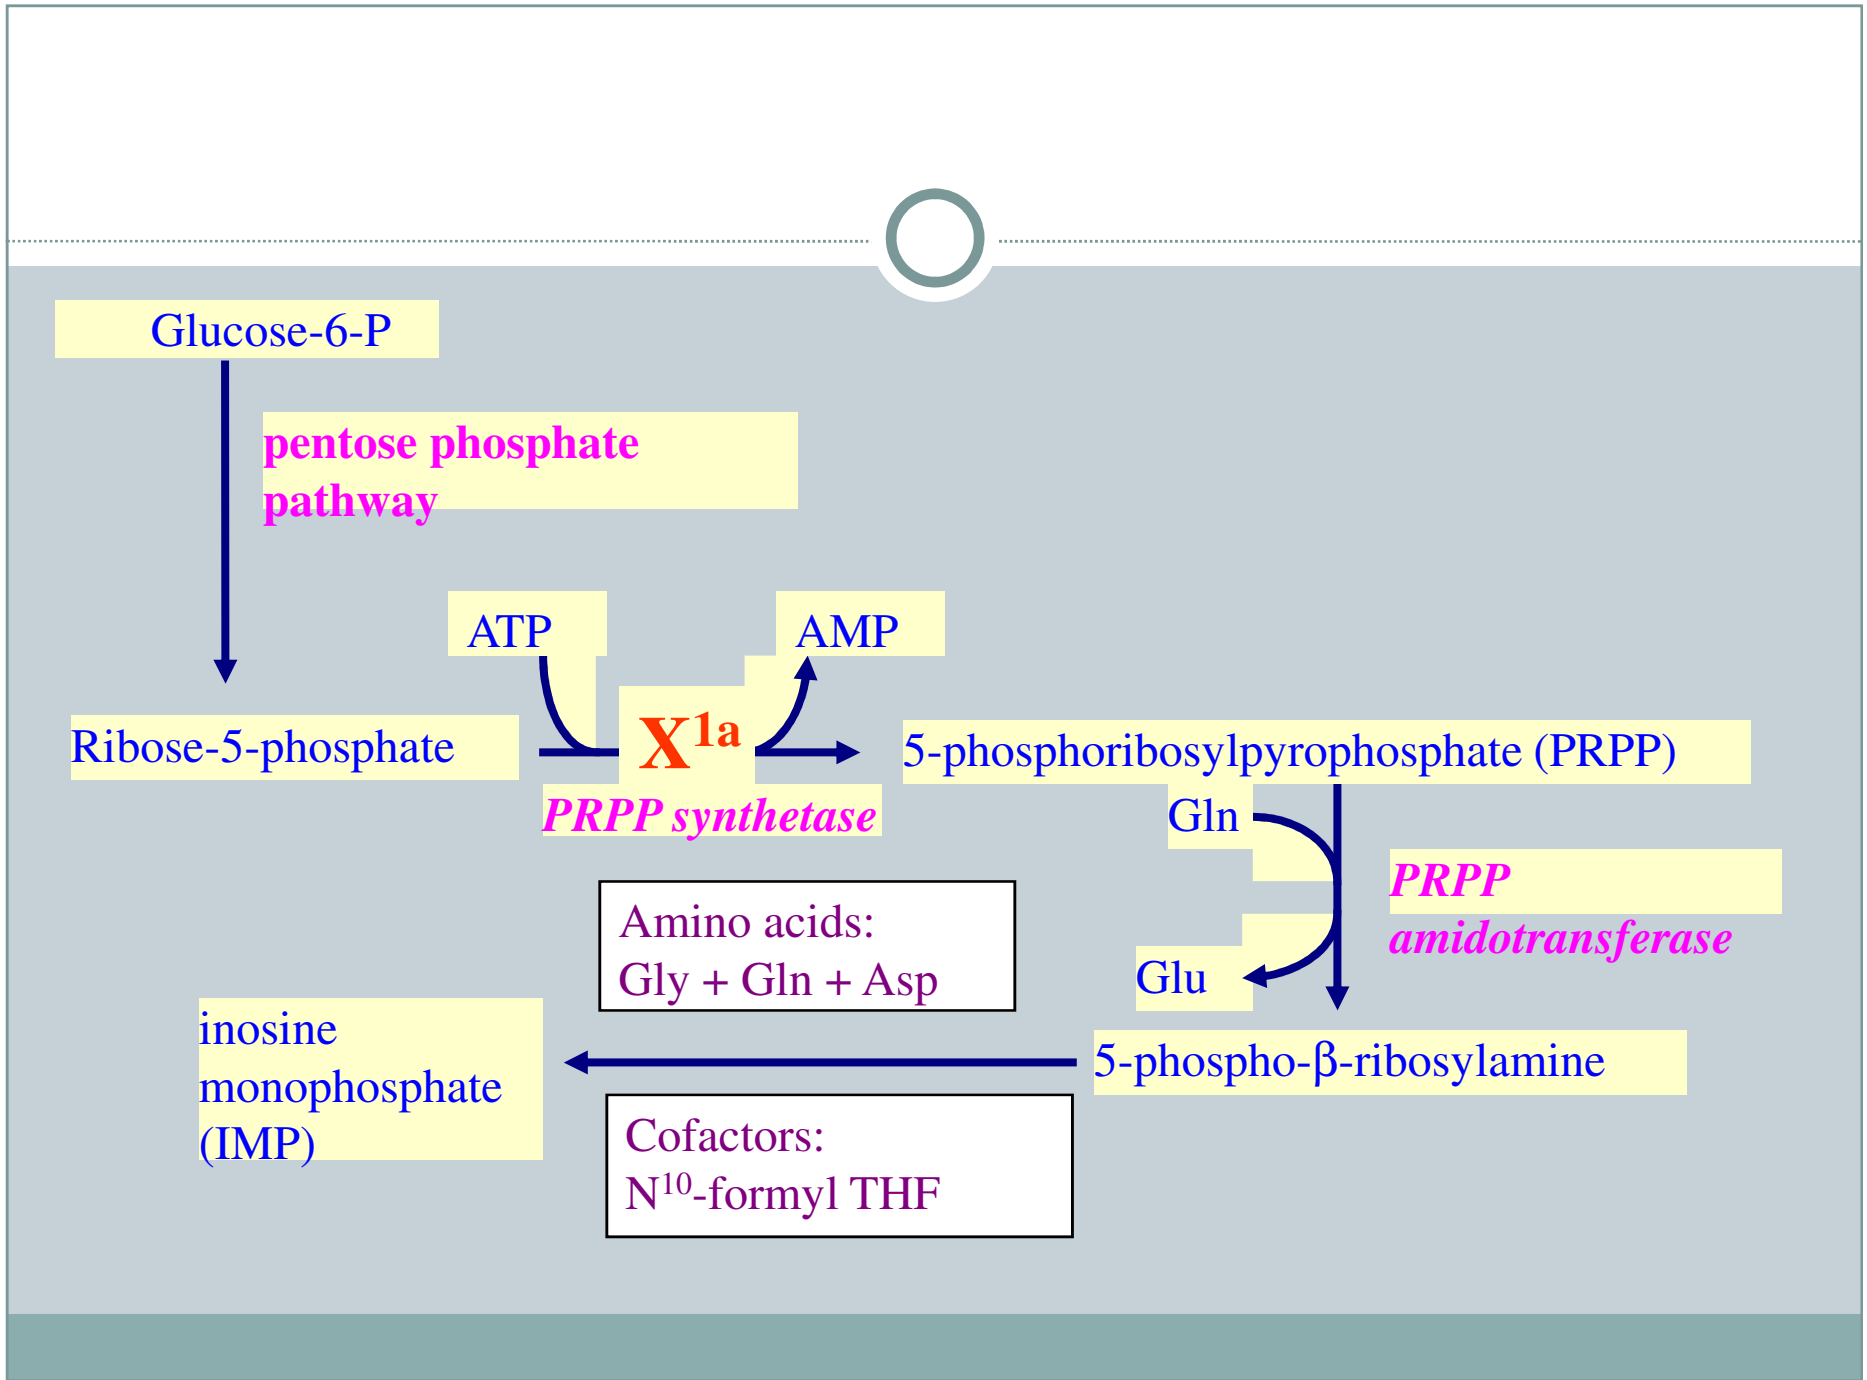 Glucose-6-P
pentose phosphate
pathway
ATP
AMP
Ribose-5-phosphate
X¹ᵃ
5-phosphoribosylpyrophosphate (PRPP)
PRPP synthetase
Gln
PRPP
amidotransferase
Amino acids:
Gly + Gln + Asp
Glu
inosine
monophosphate
(IMP)
5-phospho-β-ribosylamine
Cofactors:
N¹⁰-formyl THF